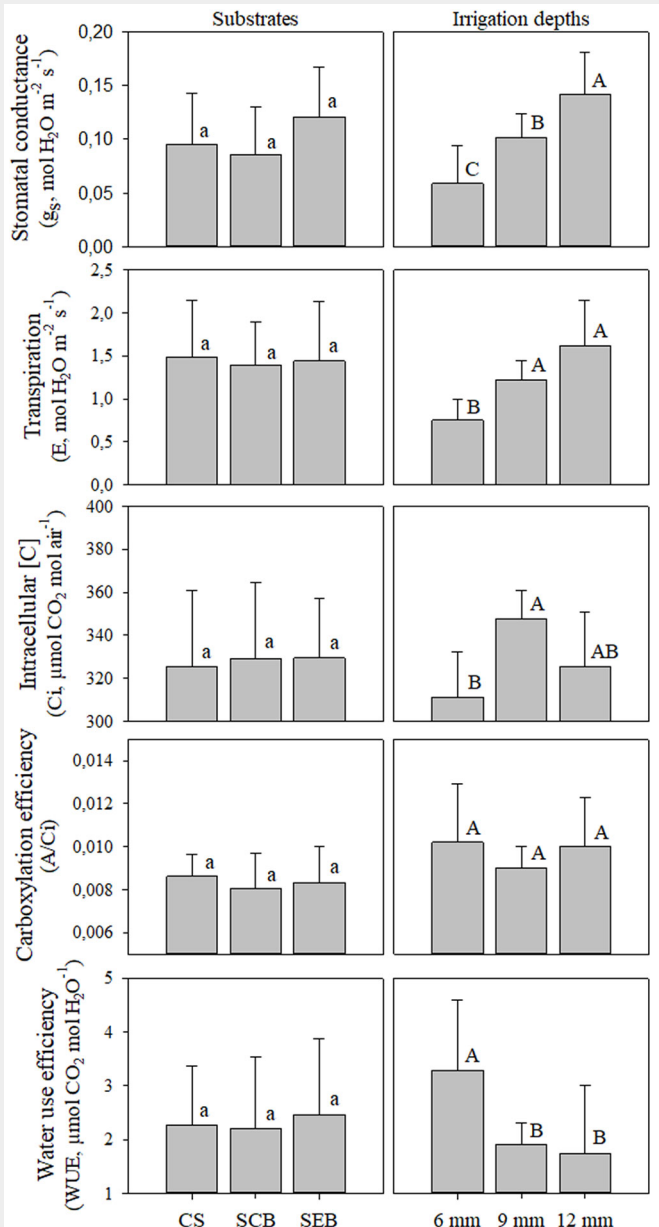 Substrates Irrigation depths
Stomatal conductance
(gs, mol H₂O m⁻² s⁻¹)
0,20
0,15
0,10
0,05
0,00
a a a
C B A
Transpiration
(E, mol H₂O m⁻² s⁻¹)
2,5
2,0
1,5
1,0
0,5
0,0
a a a
B A A
Intracellular [C]
(Ci, µmol CO₂ mol air⁻¹)
400
380
360
340
320
300
a a a
B A AB
Carboxylation efficiency
(A/Ci)
0,014
0,012
0,010
0,008
0,006
a a a
A A A
Water use efficiency
(WUE, µmol CO₂ mol H₂O⁻¹)
5
4
3
2
1
a a a
A B B
CS SCB SEB 6 mm 9 mm 12 mm